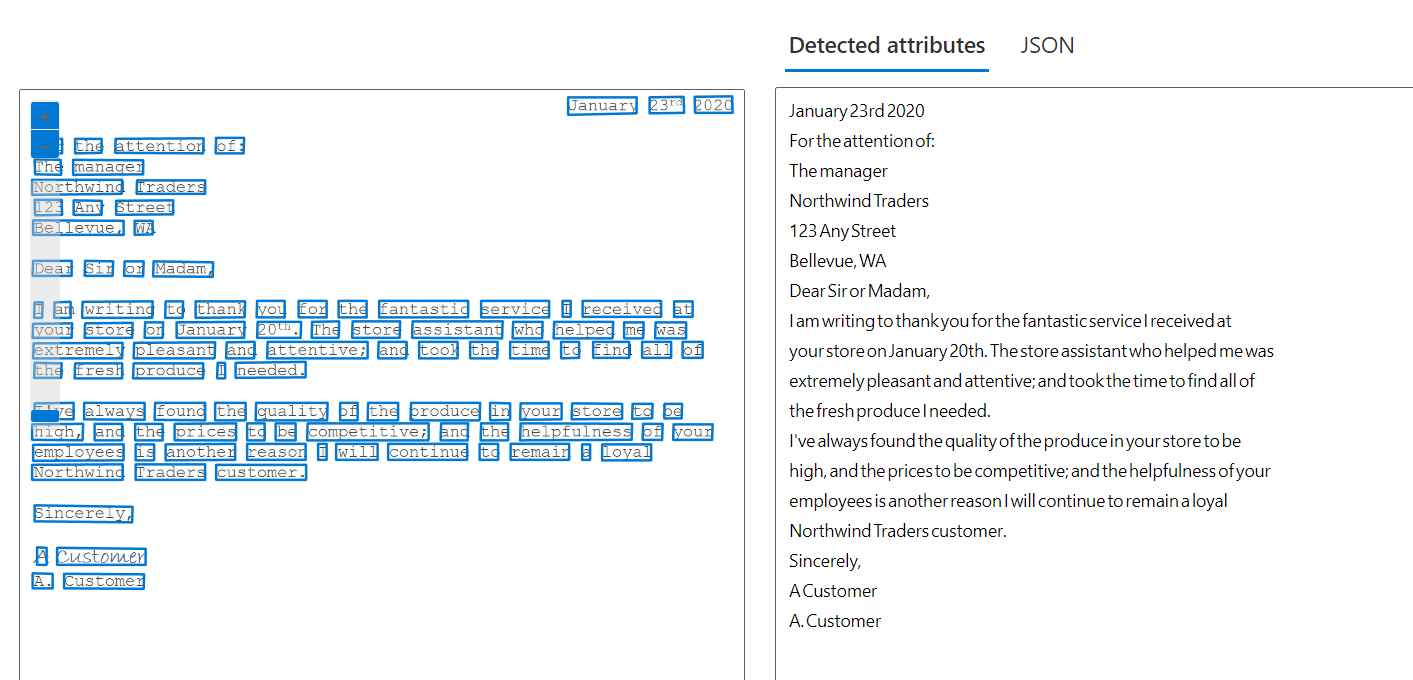 Detected attributes JSON
January 23rd 2020
the attention of:
The manager
Northwind Traders
123 Any Street
Bellevue, WA
Dear Sir or Madam,
I am writing to thank you for the fantastic service I received at
your store on January 20th. The store assistant who helped me was
extremely pleasant and attentive; and took the time to find all of
the fresh produce I needed.
I've always found the quality of the produce in your store to be
high, and the prices to be competitive; and the helpfulness of your
employees is another reason I will continue to remain a loyal
Northwind Traders customer.
Sincerely,
A Customer
A. Customer
January 23rd 2020
For the attention of:
The manager
Northwind Traders
123 Any Street
Bellevue, WA
Dear Sir or Madam,
I am writing to thank you for the fantastic service I received at
your store on January 20th. The store assistant who helped me was
extremely pleasant and attentive; and took the time to find all of
the fresh produce I needed.
I've always found the quality of the produce in your store to be
high, and the prices to be competitive; and the helpfulness of your
employees is another reason I will continue to remain a loyal
Northwind Traders customer.
Sincerely,
A Customer
A. Customer